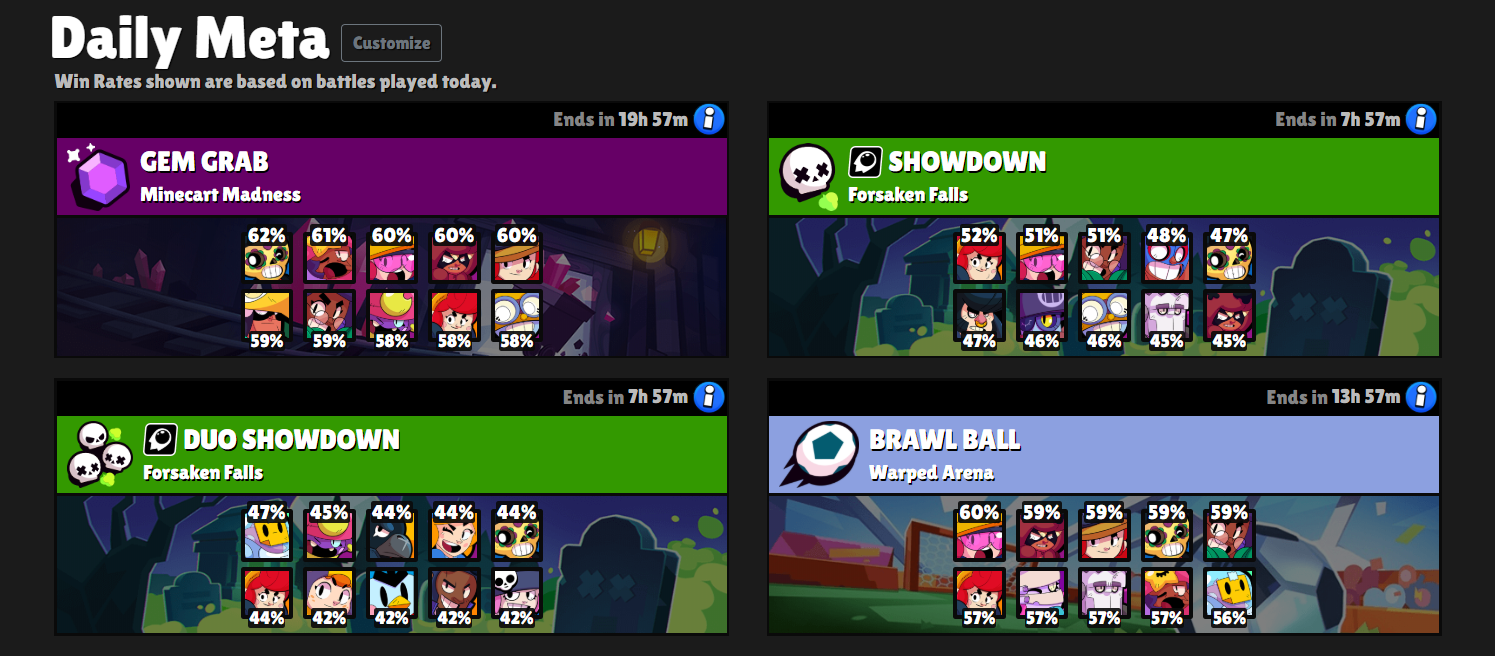 Daily Meta Customize
Win Rates shown are based on battles played today.
Ends in 19h 57m
GEM GRAB
Minecart Madness
62% 61% 60% 60% 60%
59% 59% 58% 58% 58%
Ends in 7h 57m
SHOWDOWN
Forsaken Falls
52% 51% 51% 48% 47%
47% 46% 46% 45% 45%
Ends in 7h 57m
DUO SHOWDOWN
Forsaken Falls
47% 45% 44% 44% 44%
44% 42% 42% 42% 42%
Ends in 13h 57m
BRAWL BALL
Warped Arena
60% 59% 59% 59% 59%
57% 57% 57% 57% 56%